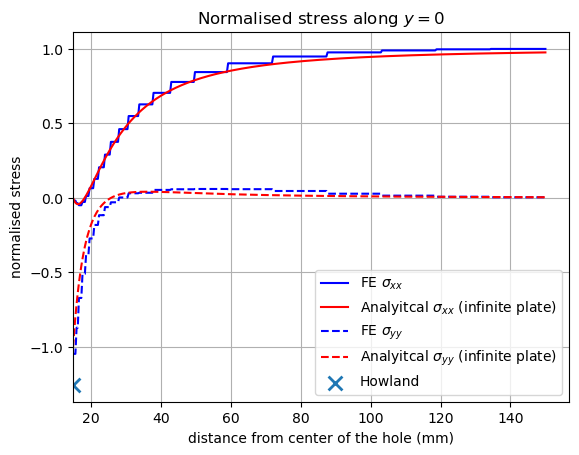 Normalised stress along y = 0
normalised stress
1.0
0.5
0.0
−0.5
−1.0
FE σxx
Analyitcal σxx (infinite plate)
FE σyy
Analyitcal σyy (infinite plate)
Howland
20 40 60 80 100 120 140
distance from center of the hole (mm)